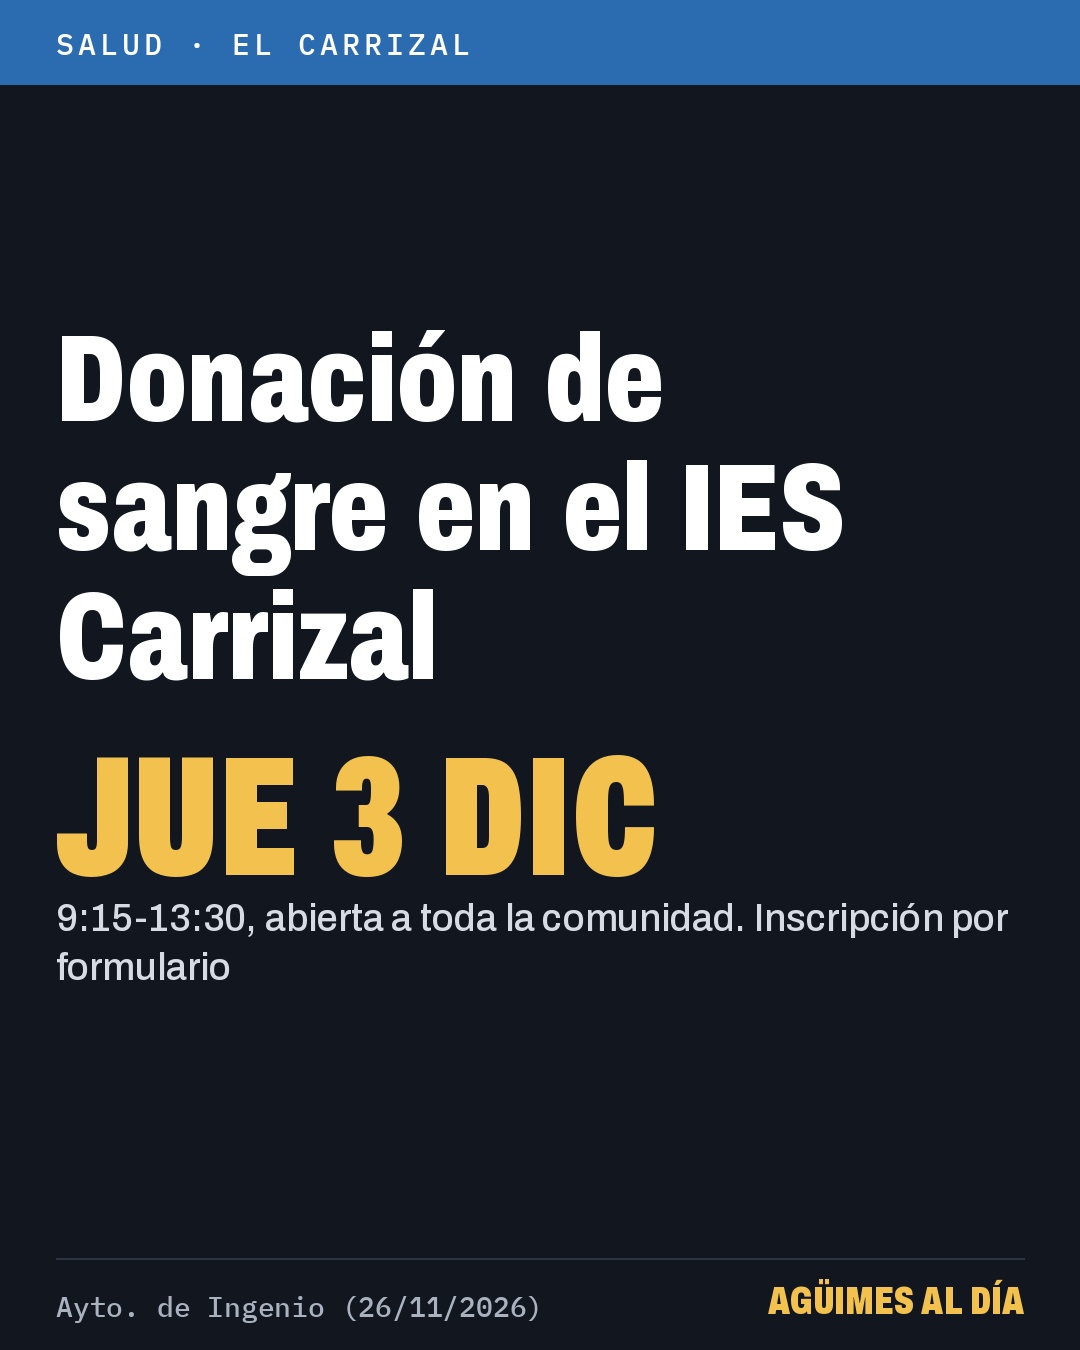 SALUD · EL CARRIZAL
Donación de
sangre en el IES
Carrizal
JUE 3 DIC
9:15-13:30, abierta a toda la comunidad. Inscripción por
formulario
Ayto. de Ingenio (26/11/2026)
AGÜIMES AL DÍA